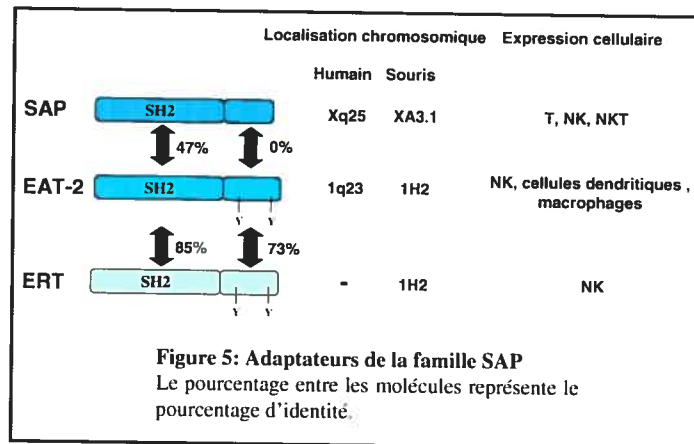 Localisation chromosomique Expression cellulaire
Humain Souris
SAP SH2 Xq25 XA3.1 T, NK, NKT
47% 0%
EAT-2 SH2 1q23 1H2 NK, cellules dendritiques , macrophages
Y Y
85% 73%
ERT SH2 - 1H2 NK
Y Y
Figure 5: Adaptateurs de la famille SAP
Le pourcentage entre les molécules représente le
pourcentage d'identité.